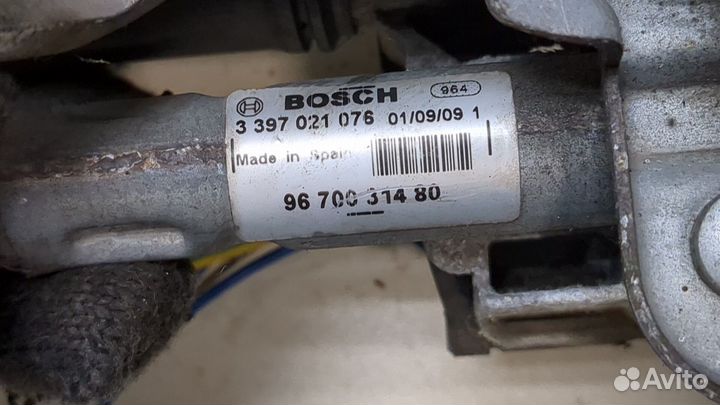 BOSCH 964
3 397 021 076 01/09/09 1
Made in Spain
96 700 314 80
Avito